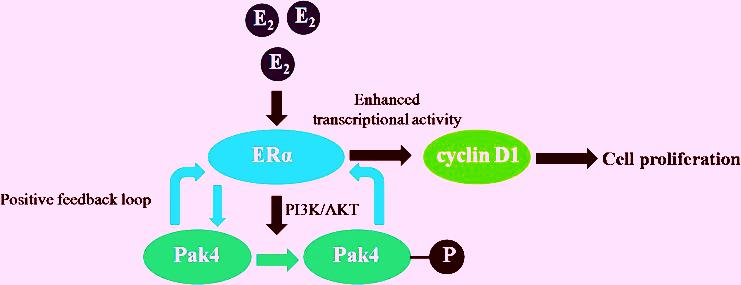 E2
E2
E2
Enhanced
transcriptional activity
ERα
cyclin D1
Cell proliferation
Positive feedback loop
PI3K/AKT
Pak4
Pak4
P